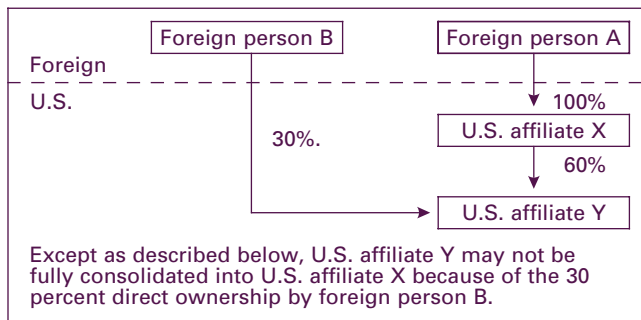 Foreign person B
Foreign person A
Foreign
U.S.
100%
U.S. affiliate X
30%.
60%
U.S. affiliate Y
Except as described below, U.S. affiliate Y may not be
fully consolidated into U.S. affiliate X because of the 30
percent direct ownership by foreign person B.